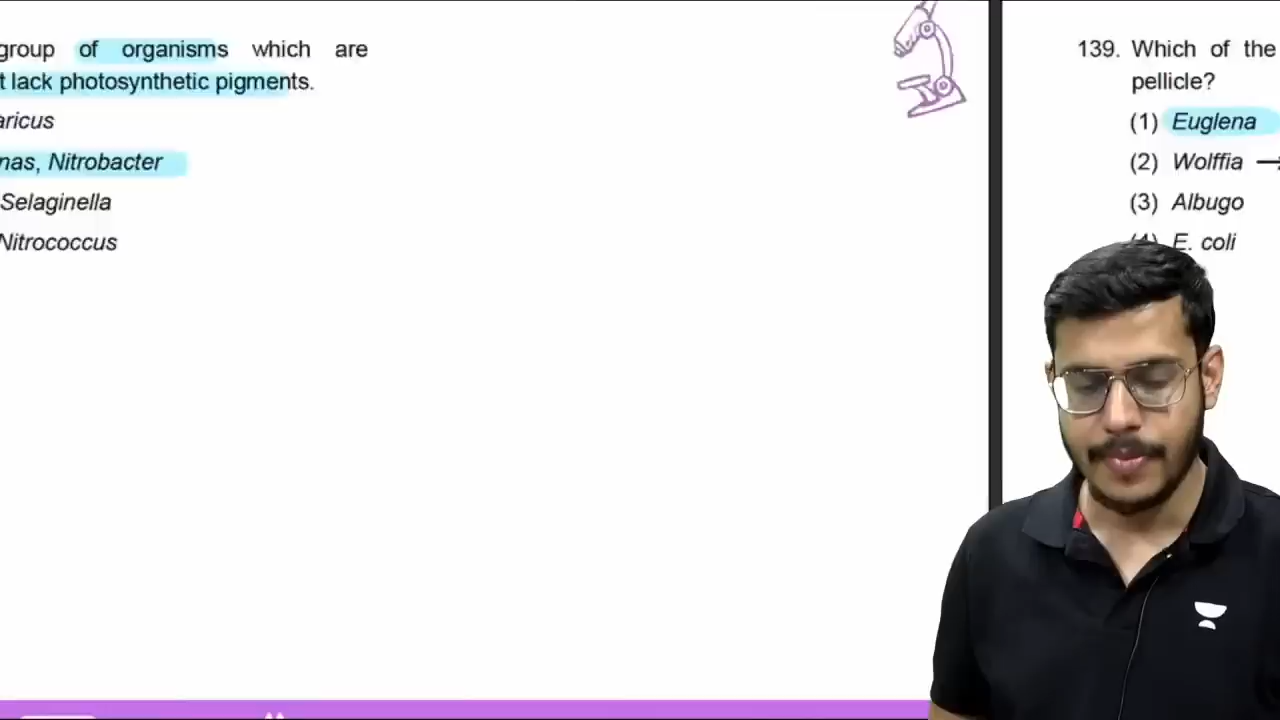 group of organisms which are
t lack photosynthetic pigments.
aricus
nas, Nitrobacter
Selaginella
Nitrococcus
139. Which of the
pellicle?
(1) Euglena
(2) Wolffia →
(3) Albugo
(4) E. coli